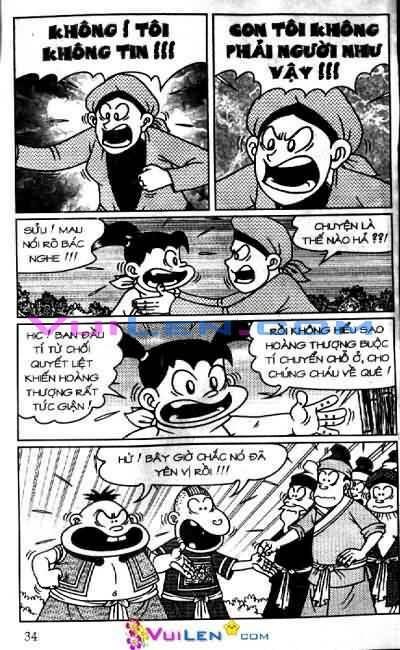 KHÔNG ! TÔI
KHÔNG
TIN !!!
CON TÔI KHÔNG
PHẢI NGƯỜI NHƯ
VẬY !!!
SỬU ! MAU
NÓI RÕ BÁC
NGHE !!!
CHUYỆN LÀ
THẾ NÀO HẢ ??!
VuiLen.com
HC ! BAN ĐẦU
TÍ TỪ CHỐI
QUYẾT LIỆT
KHIẾN HOÀNG
THƯỢNG RẤT
TỨC GIẬN !
RỒI KHÔNG HIỂU SAO
HOÀNG THƯỢNG BUỘC
TÍ CHUYỂN CHỖ Ở, CHO
CHÚNG CHÁU VỀ QUÊ !
HỪ ! BÂY GIỜ CHẮC NÓ ĐÃ
YÊN VỊ RỒI !!!
34
VuiLen.com